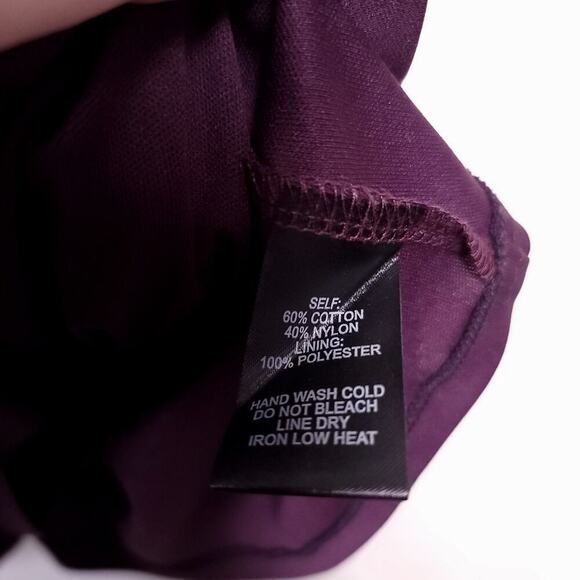 SELF:
60% COTTON
40% NYLON
LINING:
100% POLYESTER
HAND WASH COLD
DO NOT BLEACH
LINE DRY
IRON LOW HEAT